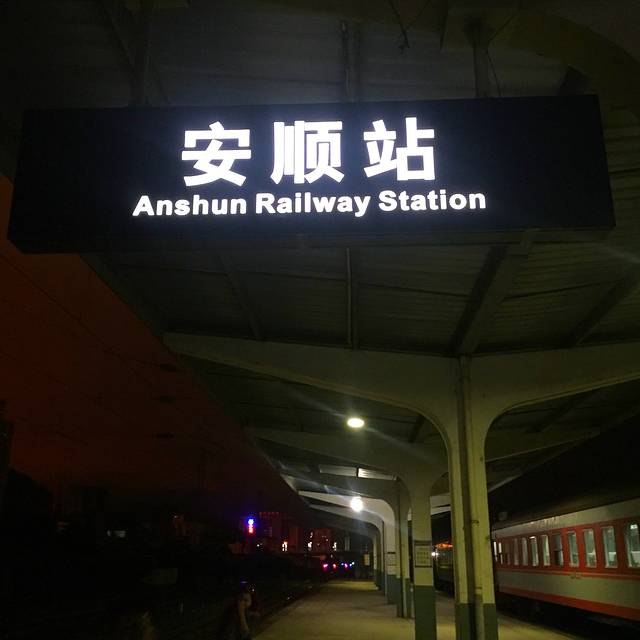 安顺站
Anshun Railway Station